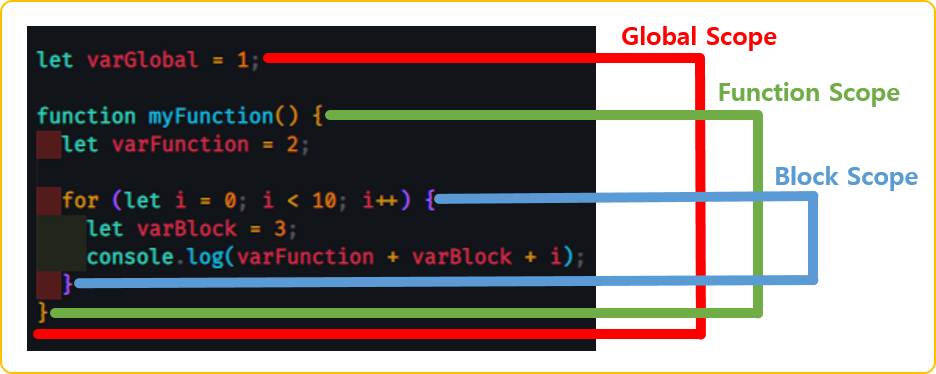 Global Scope
let varGlobal = 1;
Function Scope
function myFunction() {
let varFunction = 2;
Block Scope
for (let i = 0; i < 10; i++) {
let varBlock = 3;
console.log(varFunction + varBlock + i);
}
}